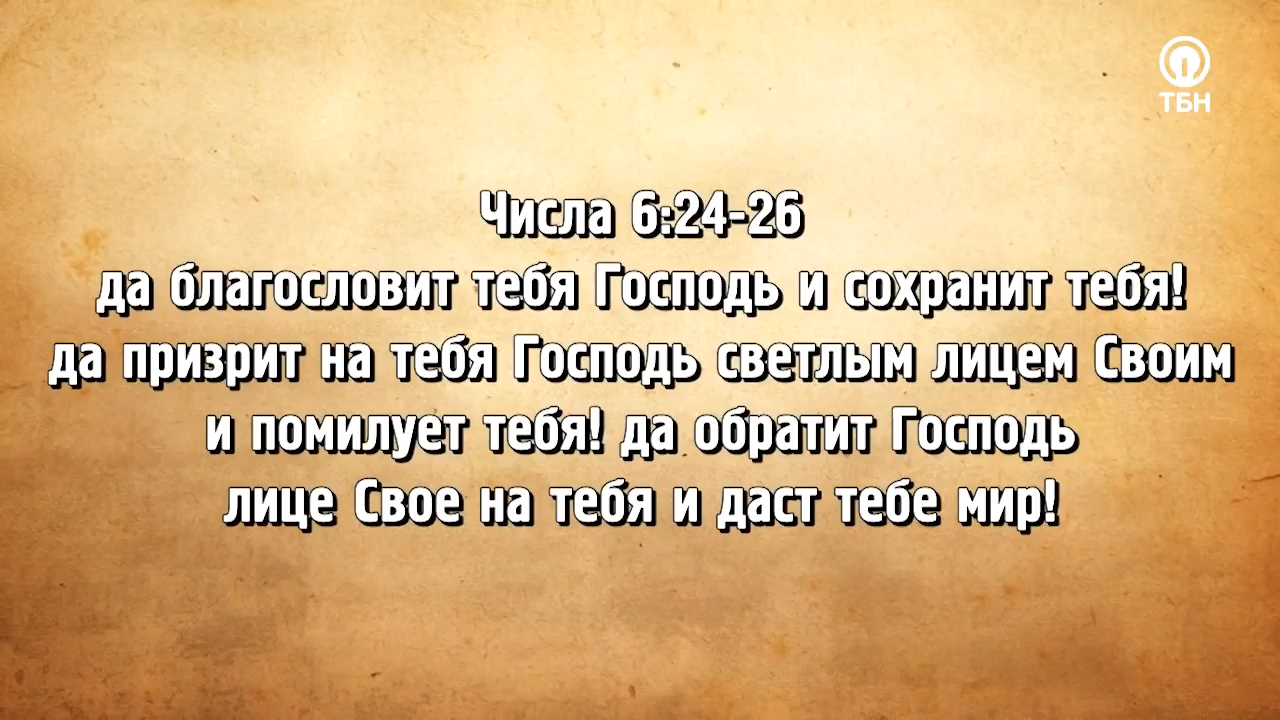 ТБН
Числа 6:24-26
да благословит тебя Господь и сохранит тебя!
да призрит на тебя Господь светлым лицем Своим
и помилует тебя! да обратит Господь
лице Свое на тебя и даст тебе мир!